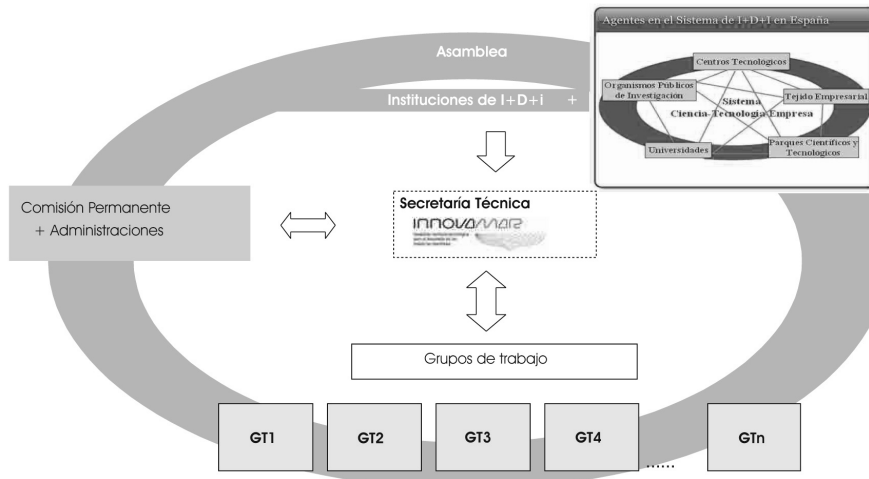 Agentes en el Sistema de I+D+I en España
Centros Tecnológicos
Organismos Públicos
de Investigación
Tejido Empresarial
Sistema
Ciencia-Tecnología-Empresa
Universidades
Parques Científicos y
Tecnológicos
Asamblea
Instituciones de I+D+i +
Comisión Permanente
+ Administraciones
Secretaría Técnica
INNOVAMAR
Grupos de trabajo
GT1
GT2
GT3
GT4
......
GTn